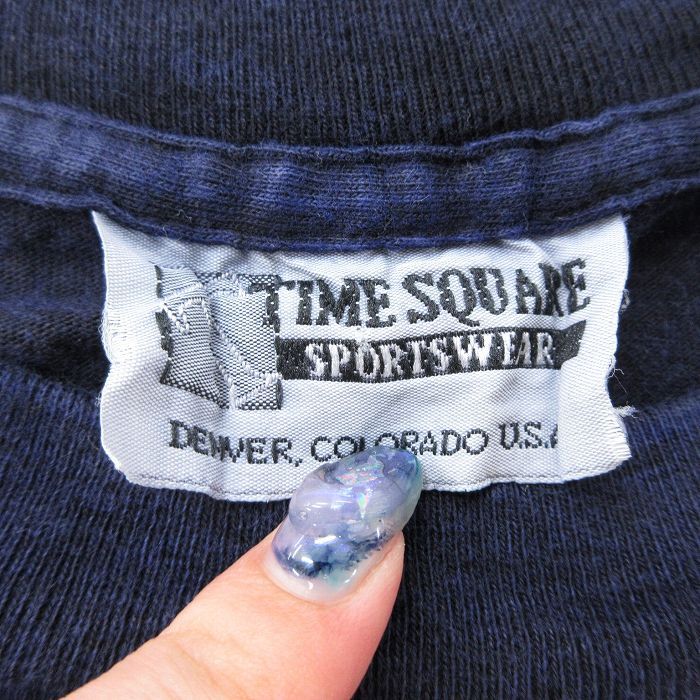 TIME SQUARE
SPORTSWEAR
DENVER, COLORADO U.S.A